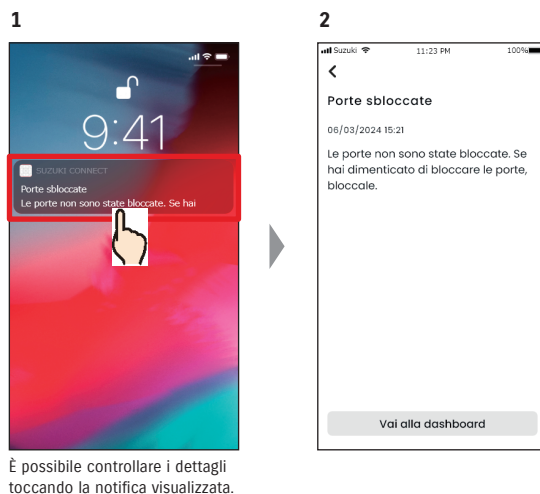 1
9:41
SUZUKI CONNECT
Porte sbloccate
Le porte non sono state bloccate. Se hai
È possibile controllare i dettagli
toccando la notifica visualizzata.
2
Suzuki 11:23 PM 100%
Porte sbloccate
06/03/2024 15:21
Le porte non sono state bloccate. Se
hai dimenticato di bloccare le porte,
bloccale.
Vai alla dashboard